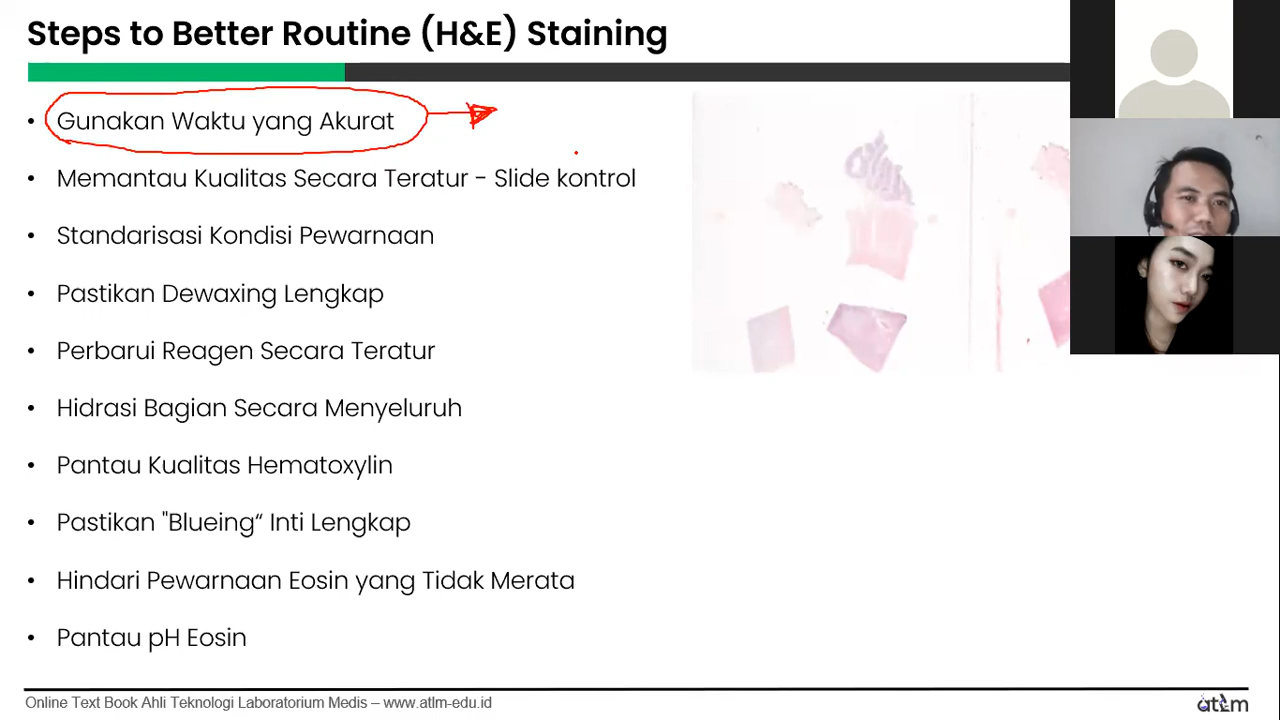 Steps to Better Routine (H&E) Staining
• Gunakan Waktu yang Akurat
• Memantau Kualitas Secara Teratur - Slide kontrol
• Standarisasi Kondisi Pewarnaan
• Pastikan Dewaxing Lengkap
• Perbarui Reagen Secara Teratur
• Hidrasi Bagian Secara Menyeluruh
• Pantau Kualitas Hematoxylin
• Pastikan "Blueing“ Inti Lengkap
• Hindari Pewarnaan Eosin yang Tidak Merata
• Pantau pH Eosin
Online Text Book Ahli Teknologi Laboratorium Medis – www.atlm-edu.id
atlm